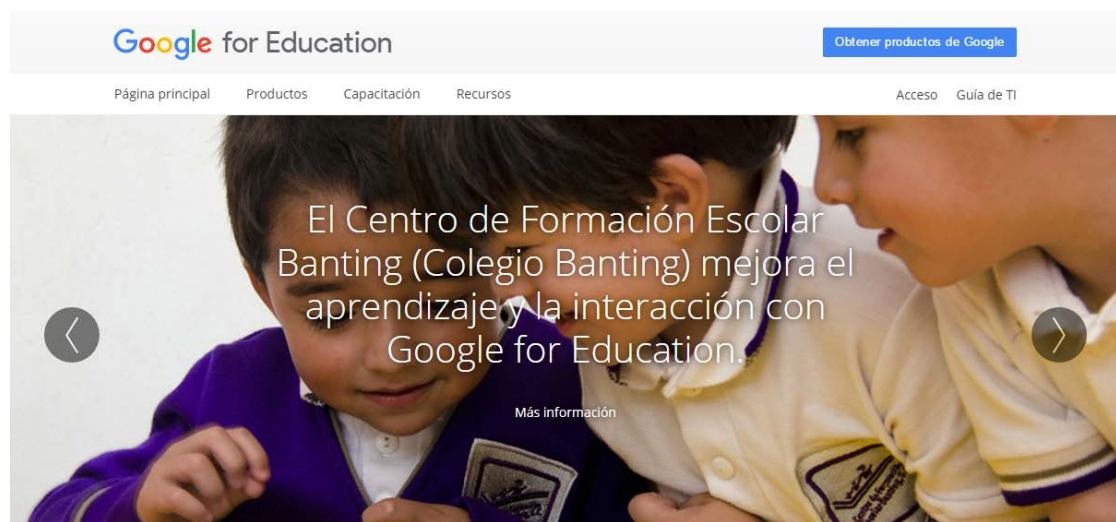 Google for Education
Obtener productos de Google
Página principal Productos Capacitación Recursos Acceso Guía de TI
El Centro de Formación Escolar
Banting (Colegio Banting) mejora el
aprendizaje y la interacción con
Google for Education.
Más información